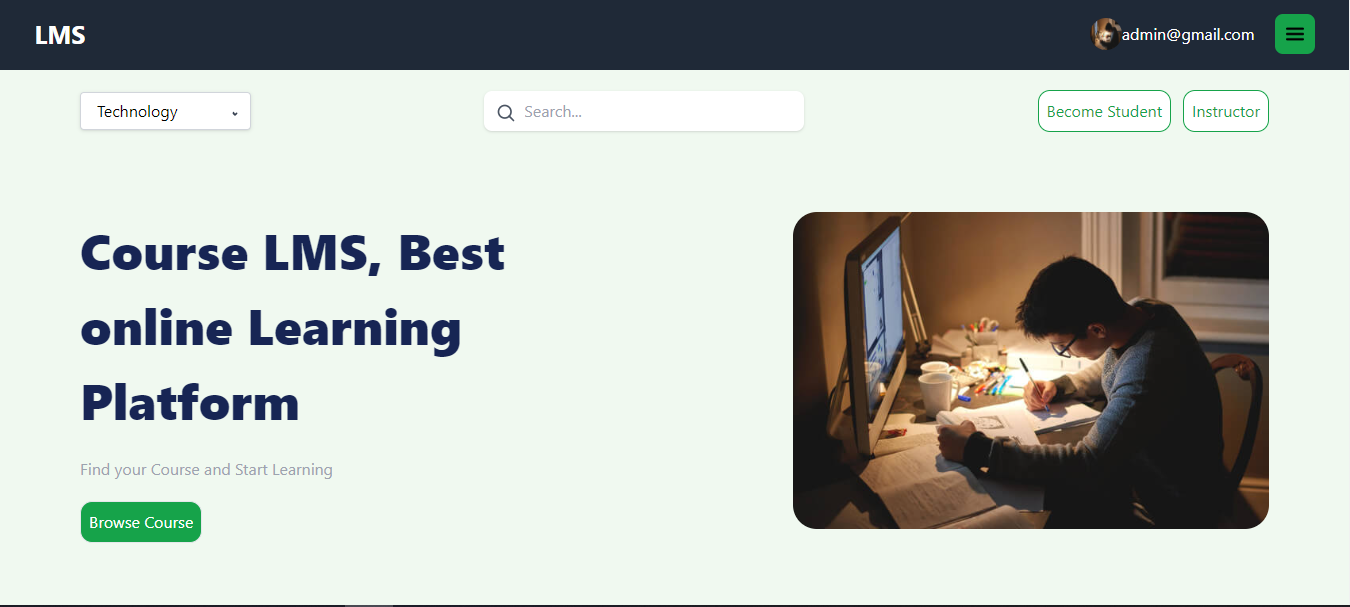 LMS
admin@gmail.com
Technology
Search...
Become Student
Instructor
Course LMS, Best
online Learning
Platform
Find your Course and Start Learning
Browse Course